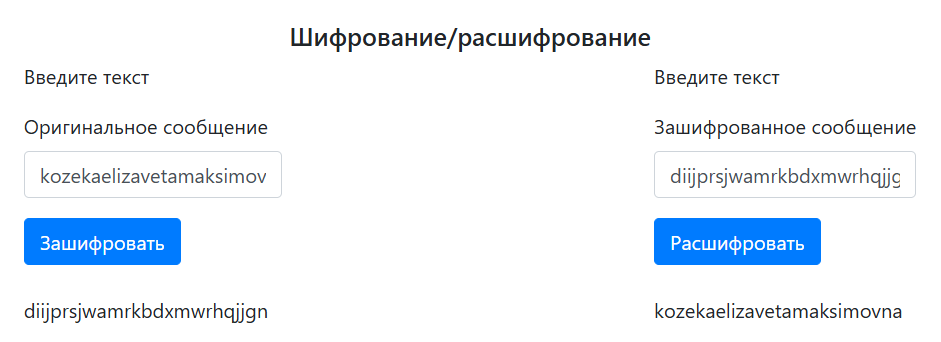 Шифрование/расшифрование
Введите текст
Оригинальное сообщение
kozekaelizavetamaksimov
Зашифровать
diijprsjwamrkbdxmwrhqjjgn
Введите текст
Зашифрованное сообщение
diijprsjwamrkbdxmwrhqjjg
Расшифровать
kozekaelizavetamaksimovna